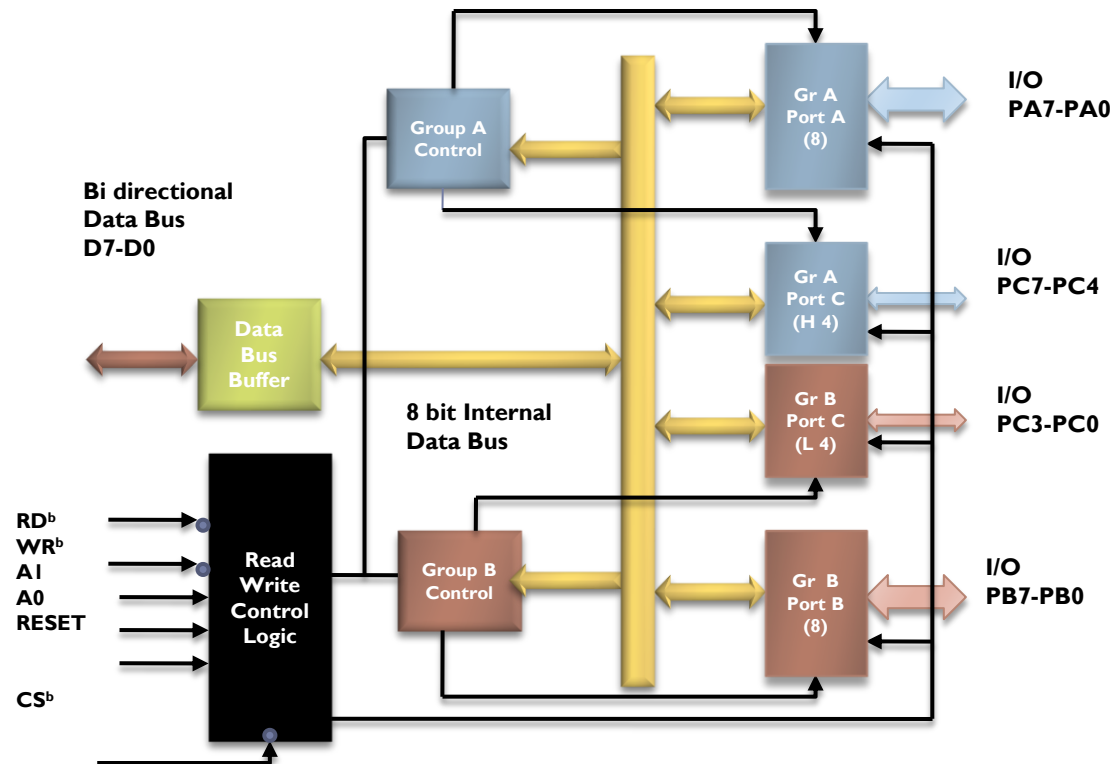 Gr A
Port A
(8)
I/O
PA7-PA0
Group A
Control
Bi directional
Data Bus
D7-D0
Gr A
Port C
(H 4)
I/O
PC7-PC4
Data
Bus
Buffer
8 bit Internal
Data Bus
Gr B
Port C
(L 4)
I/O
PC3-PC0
RDᵇ
WRᵇ
A1
A0
RESET
CSᵇ
Read
Write
Control
Logic
Group B
Control
Gr B
Port B
(8)
I/O
PB7-PB0